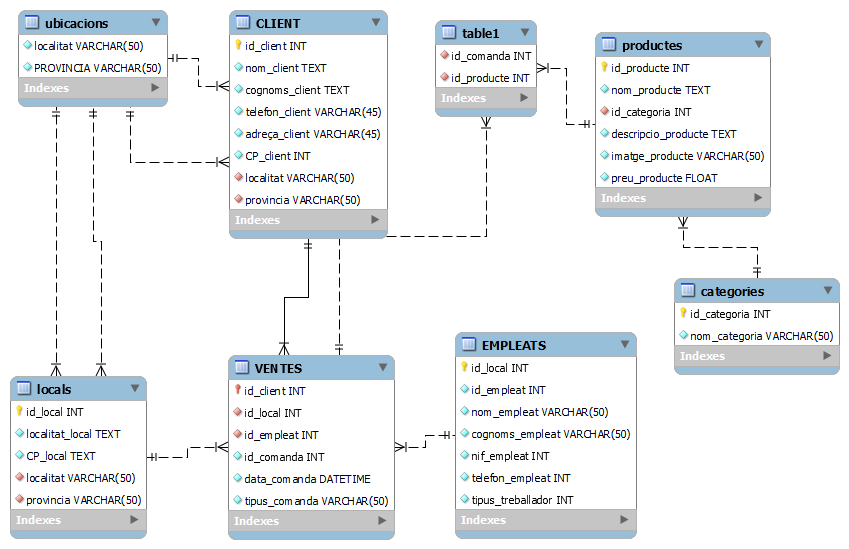 ubicacions
localitat VARCHAR(50)
PROVINCIA VARCHAR(50)
Indexes
CLIENT
id_client INT
nom_client TEXT
cognoms_client TEXT
telefon_client VARCHAR(45)
adreça_client VARCHAR(45)
CP_client INT
localitat VARCHAR(50)
provincia VARCHAR(50)
Indexes
table1
id_comanda INT
id_producte INT
Indexes
productes
id_producte INT
nom_producte TEXT
id_categoria INT
descripcio_producte TEXT
imatge_producte VARCHAR(50)
preu_producte FLOAT
Indexes
categories
id_categoria INT
nom_categoria VARCHAR(50)
Indexes
locals
id_local INT
localitat_local TEXT
CP_local TEXT
localitat VARCHAR(50)
provincia VARCHAR(50)
Indexes
VENTES
id_client INT
id_local INT
id_empleat INT
id_comanda INT
data_comanda DATETIME
tipus_comanda VARCHAR(50)
Indexes
EMPLEATS
id_local INT
id_empleat INT
nom_empleat VARCHAR(50)
cognoms_empleat VARCHAR(50)
nif_empleat INT
telefon_empleat INT
tipus_treballador INT
Indexes